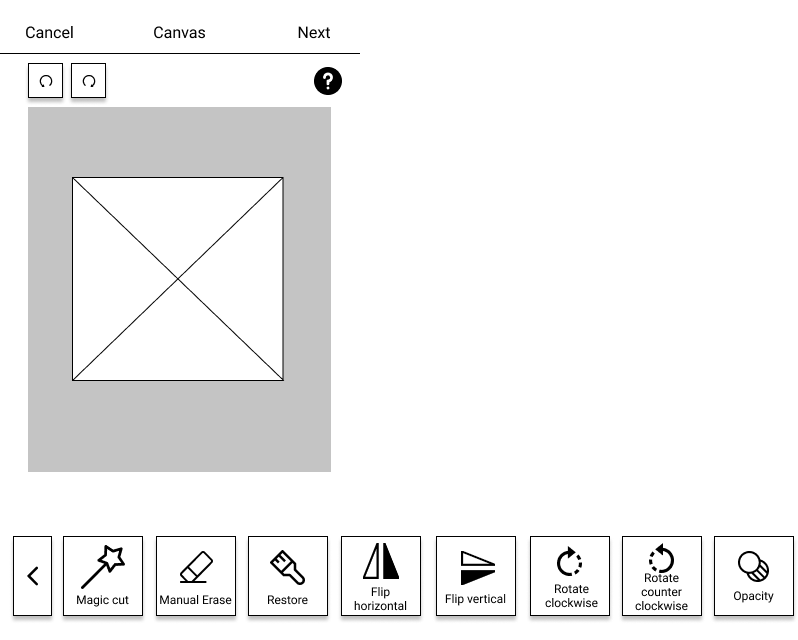 Cancel Canvas Next
?
Magic cut
Manual Erase
Restore
Flip
horizontal
Flip vertical
Rotate
clockwise
Rotate
counter
clockwise
Opacity